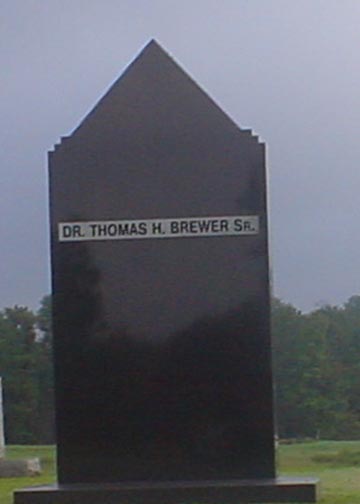 DR. THOMAS H. BREWER SR.